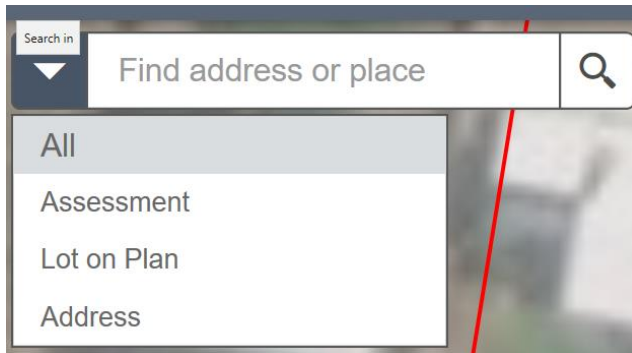 Search in
Find address or place
All
Assessment
Lot on Plan
Address